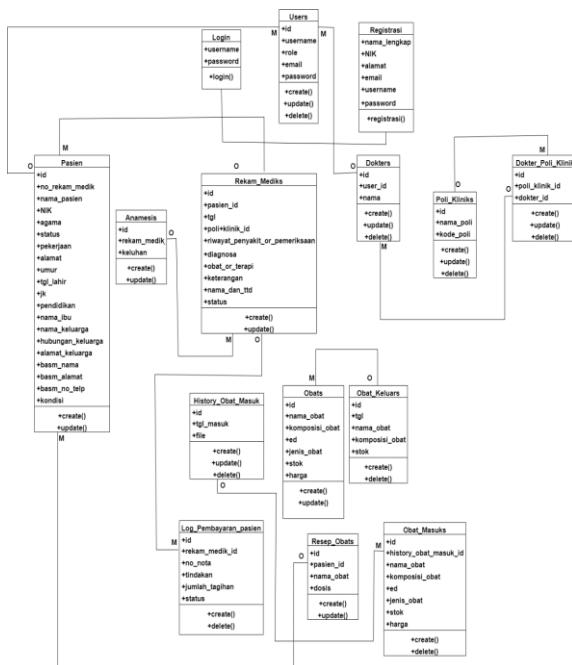 Users
+id
+username
+role
+email
+password
+create()
+update()
+delete()
Login
+username
+password
+login()
Registrasi
+nama_lengkap
+NIK
+alamat
+email
+username
+password
+registrasi()
M
M
O
M
O
Pasien
+id
+no_rekam_medik
+nama_pasien
+NIK
+agama
+status
+pekerjaan
+alamat
+umur
+tgl_lahir
+jk
+pendidikan
+nama_ibu
+nama_keluarga
+hubungan_keluarga
+alamat_keluarga
+basm_nama
+basm_alamat
+basm_no_telp
+kondisi
+create()
+update()
M
Anamesis
+id
+rekam_medik_
+keluhan
+create()
+update()
O
O
Rekam_Mediks
+id
+pasien_id
+tgl
+poli+klinik_id
+riwayat_penyakit_or_pemeriksaan
+diagnosa
+obat_or_terapi
+keterangan
+nama_dan_ttd
+status
+create()
+update()
M
O
O
Dokters
+id
+user_id
+nama
+create()
+update()
+delete()
M
O
Poli_Kliniks
+id
+nama_poli
+kode_poli
+create()
+update()
+delete()
M
Dokter_Poli_Klinik
+id
+poli_klinik_id
+dokter_id
+create()
+update()
+delete()
O
History_Obat_Masuk
+id
+tgl_masuk
+file
+create()
+update()
+delete()
O
M
Obats
+id
+nama_obat
+komposisi_obat
+ed
+jenis_obat
+stok
+harga
+create()
+update()
O
Obat_Keluars
+id
+tgl
+nama_obat
+komposisi_obat
+stok
+create()
+delete()
Log_Pembayaran_pasien
M
+id
+rekam_medik_id
+no_nota
+tindakan
+jumlah_tagihan
+status
+create()
+delete()
Resep_Obats
+id
+pasien_id
+nama_obat
+dosis
+create()
+update()
O
M
Obat_Masuks
+id
+history_obat_masuk_id
+nama_obat
+komposisi_obat
+ed
+jenis_obat
+stok
+harga
+create()
+delete()